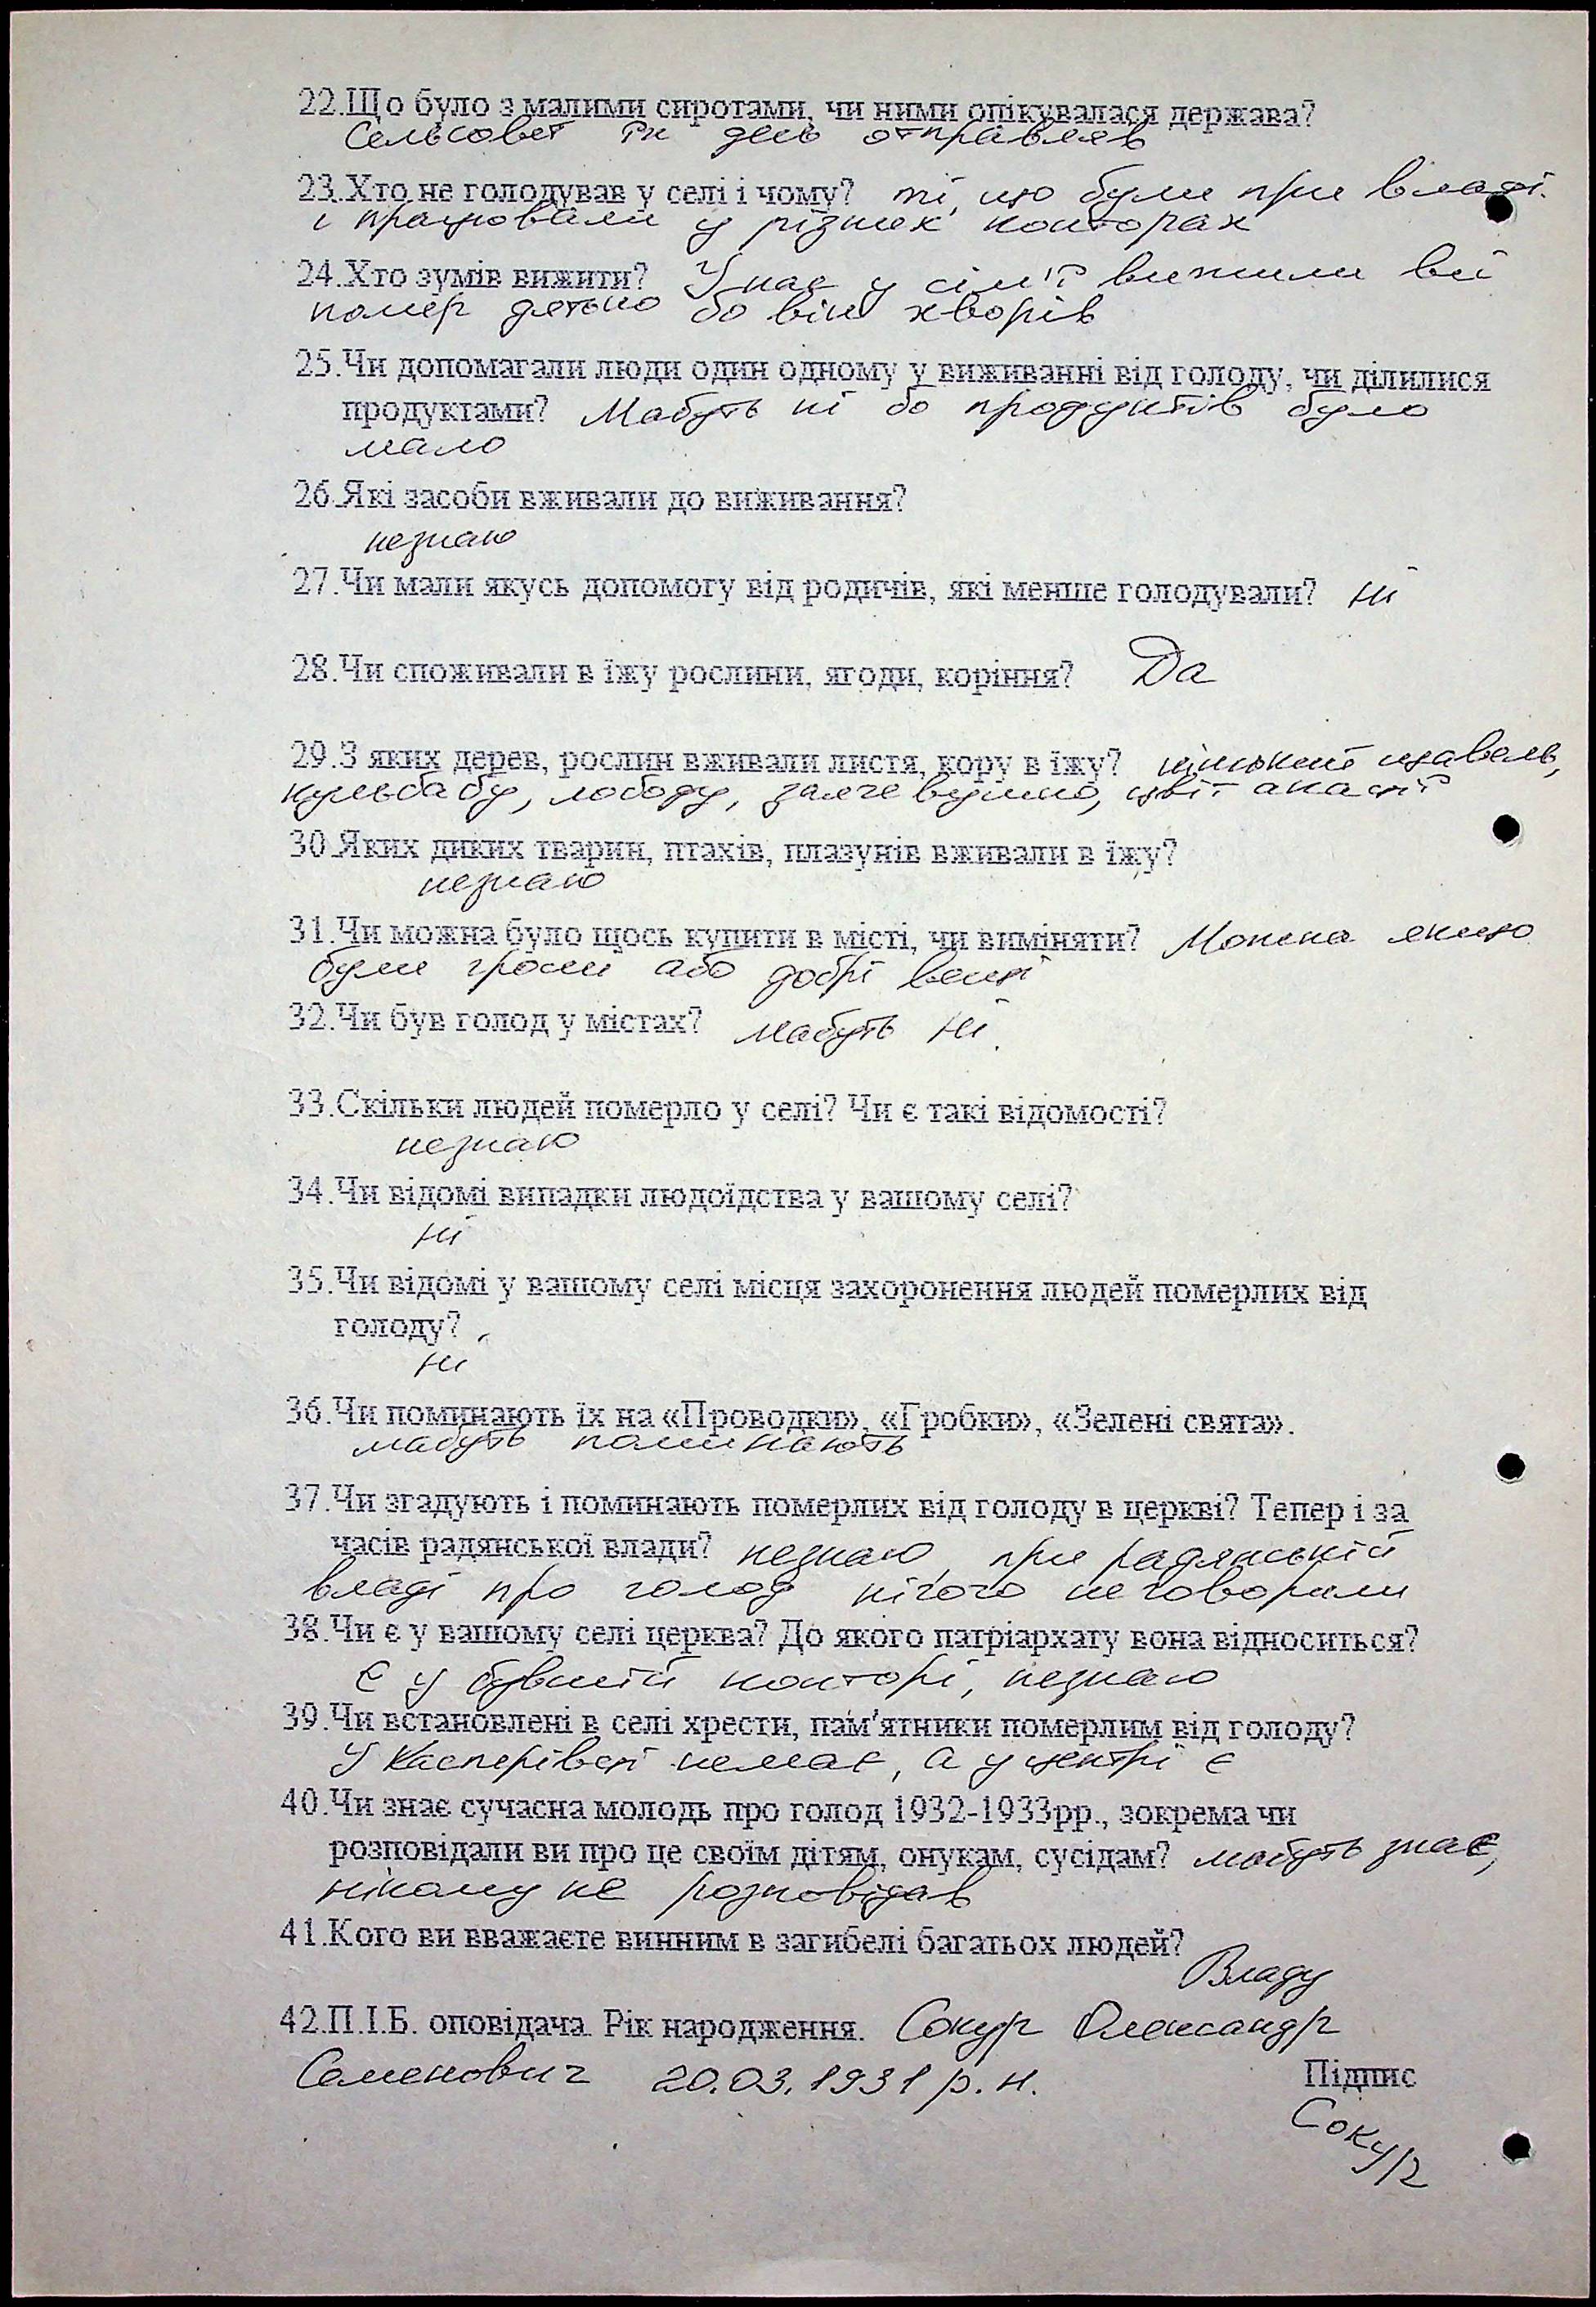 22.Що було з малими сиротами, чи ними опікувалася держава?
Сельсовет їх десь отправляв
23.Хто не голодував у селі і чому? ті, що були при владі.
і працювали у різних конторах
24.Хто зумів вижити? У нас у сім'ї вижили всі
помер дядько бо він хворів
25.Чи допомагали люди один одному у виживанні від голоду, чи ділилися
продуктами? Мабуть ні бо продуктів було
мало
26.Які засоби вживали до виживання?
незнаю
27.Чи мали якусь допомогу від родичів, які менше голодували? Ні
28.Чи споживали в їжу рослини, ягоди, коріння? Да
29.З яких дерев, рослин вживали листя, кору в їжу? щавель,
кульбабу, лободу, цвіт акації
30.Яких диких тварин, птахів, плазунів вживали в їжу?
незнаю
31.Чи можна було щось купити в місті, чи виміняти? Можна якщо
були гроші або добрі вещі
32.Чи був голод у містах? мабуть Ні.
33.Скільки людей померло у селі? Чи є такі відомості?
незнаю
34.Чи відомі випадки людоїдства у вашому селі?
Ні
35.Чи відомі у вашому селі місця захоронення людей померлих від
голоду?
Ні
36.Чи поминають їх на «Проводки», «Гробки», «Зелені свята».
мабуть поминають
37.Чи згадують і поминають померлих від голоду в церкві? Тепер і за
часів радянської влади? незнаю, при радянській
владі про голод нічого не говорили
38.Чи є у вашому селі церква? До якого патріархату вона відноситься?
Є у бувшій конторі, незнаю
39.Чи встановлені в селі хрести, пам'ятники померлим від голоду?
У Касперівці немає, а у центрі є
40.Чи знає сучасна молодь про голод 1932-1933рр., зокрема чи
розповідали ви про це своїм дітям, онукам, сусідам? мабуть знає,
нікому не розповідав
41.Кого ви вважаєте винним в загибелі багатьох людей?
Владу
42.П.І.Б. оповідача. Рік народження. Сокур Олександр
Семенович 20.03.1931 р.н. Підпис
Сокур